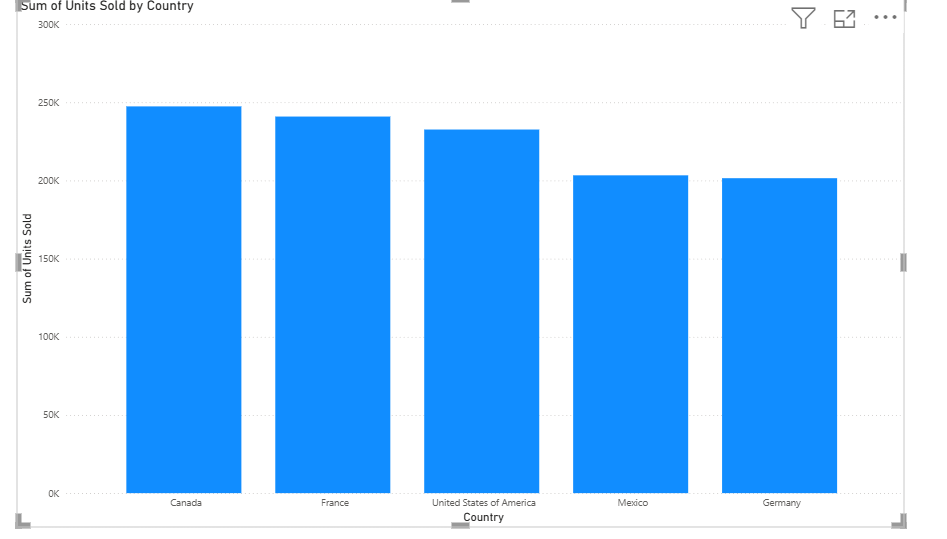 Sum of Units Sold by Country
300K
250K
200K
150K
100K
50K
0K
Sum of Units Sold
Canada France United States of America Mexico Germany
Country